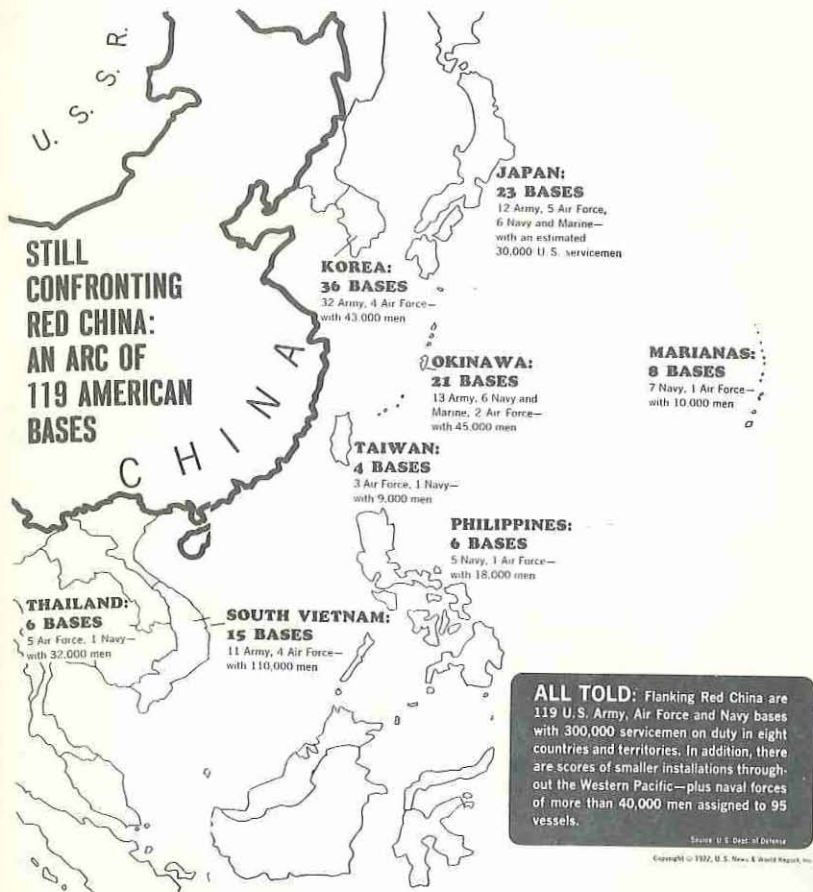 U. S. S. R.
STILL
CONFRONTING
RED CHINA:
AN ARC OF
119 AMERICAN
BASES
CHINA
JAPAN:
23 BASES
12 Army, 5 Air Force,
6 Navy and Marine—
with an estimated
30,000 U.S. servicemen
KOREA:
36 BASES
32 Army, 4 Air Force—
with 43,000 men
OKINAWA:
21 BASES
13 Army, 6 Navy and
Marine, 2 Air Force—
with 45,000 men
MARIANAS:
8 BASES
7 Navy, 1 Air Force—
with 10,000 men
TAIWAN:
4 BASES
3 Air Force, 1 Navy—
with 9,000 men
PHILIPPINES:
6 BASES
5 Navy, 1 Air Force—
with 18,000 men
THAILAND:
6 BASES
5 Air Force, 1 Navy—
with 32,000 men
SOUTH VIETNAM:
15 BASES
11 Army, 4 Air Force—
with 110,000 men
ALL TOLD: Flanking Red China are
119 U.S. Army, Air Force and Navy bases
with 300,000 servicemen on duty in eight
countries and territories. In addition, there
are scores of smaller installations through-
out the Western Pacific—plus naval forces
of more than 40,000 men assigned to 95
vessels.
Source: U.S. Dept. of Defense
Copyright © 1972, U.S. News & World Report, Inc.